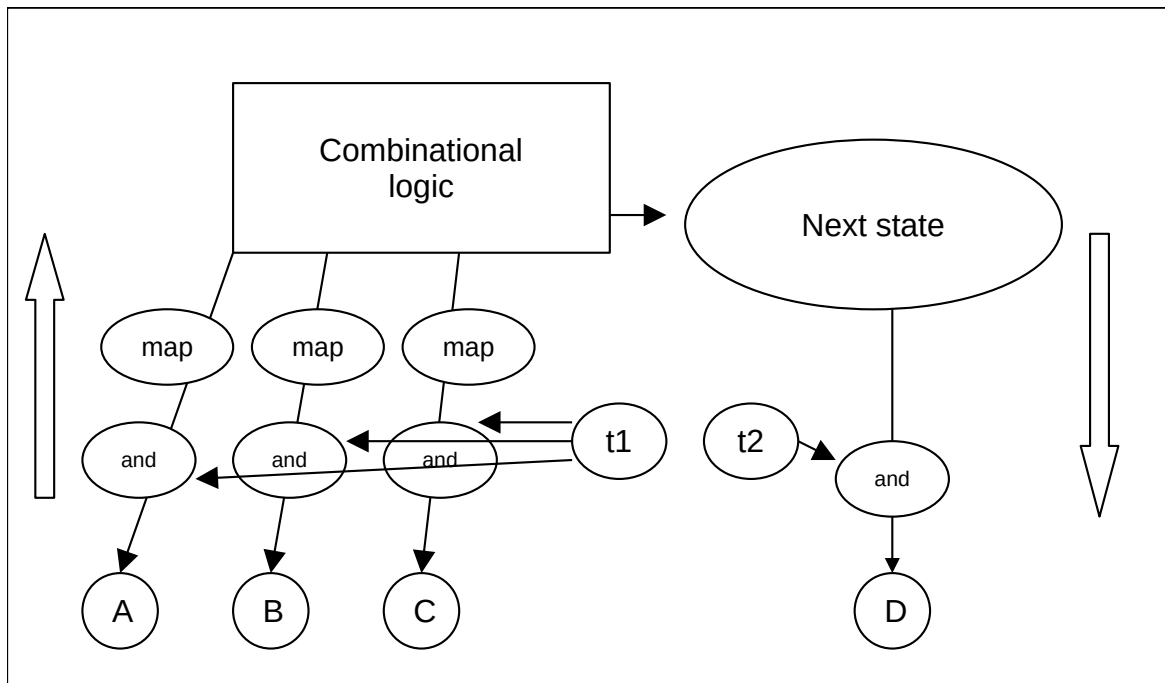 Combinational
logic
Next state
map
map
map
t1
t2
and
and
and
and
A
B
C
D